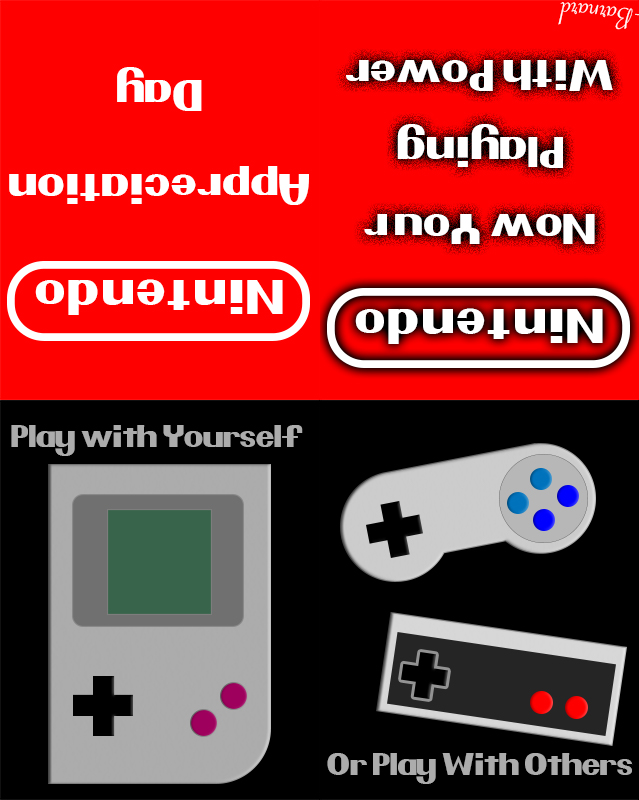 Nintendo
Appreciation
Day
Nintendo
Now Your
Playing
With Power
-Barnard
Play with Yourself
Or Play With Others